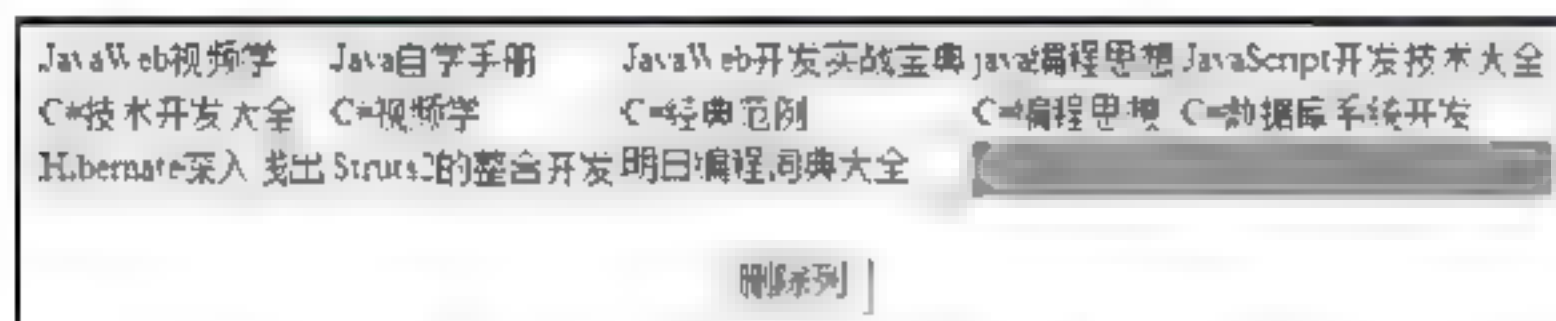 JavaWeb视频学 Java自学手册 JavaWeb开发实战宝典 java编程思想 JavaScript开发技术大全
C#技术开发大全 C#视频学 C#经典范例 C#编程思想 C#数据库系统开发
Hibernate深入浅出 Struts2的整合开发 明日编程词典大全
删除列